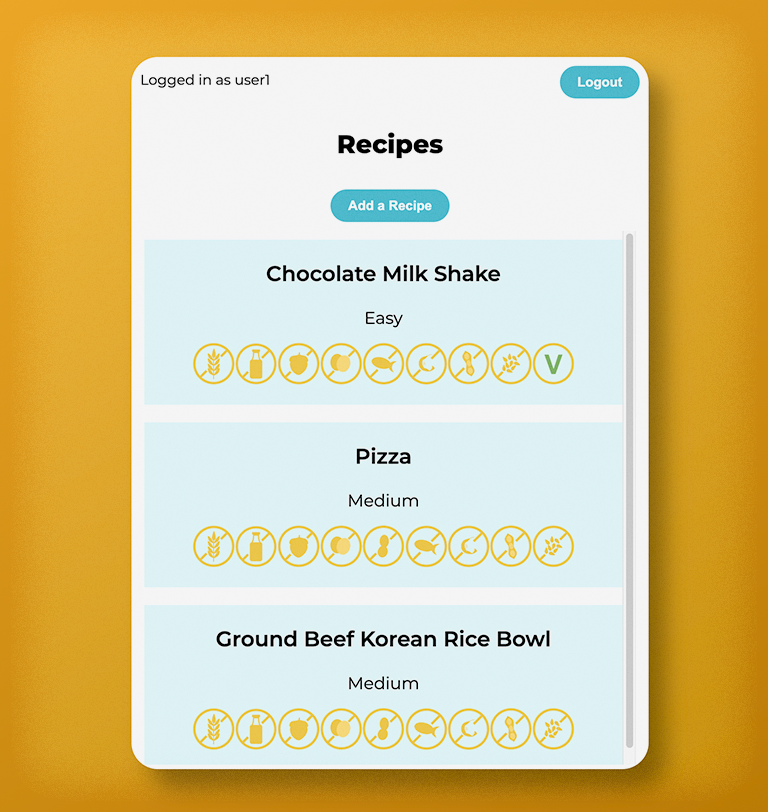 Logged in as user1
Logout
Recipes
Add a Recipe
Chocolate Milk Shake
Easy
V
Pizza
Medium
Ground Beef Korean Rice Bowl
Medium